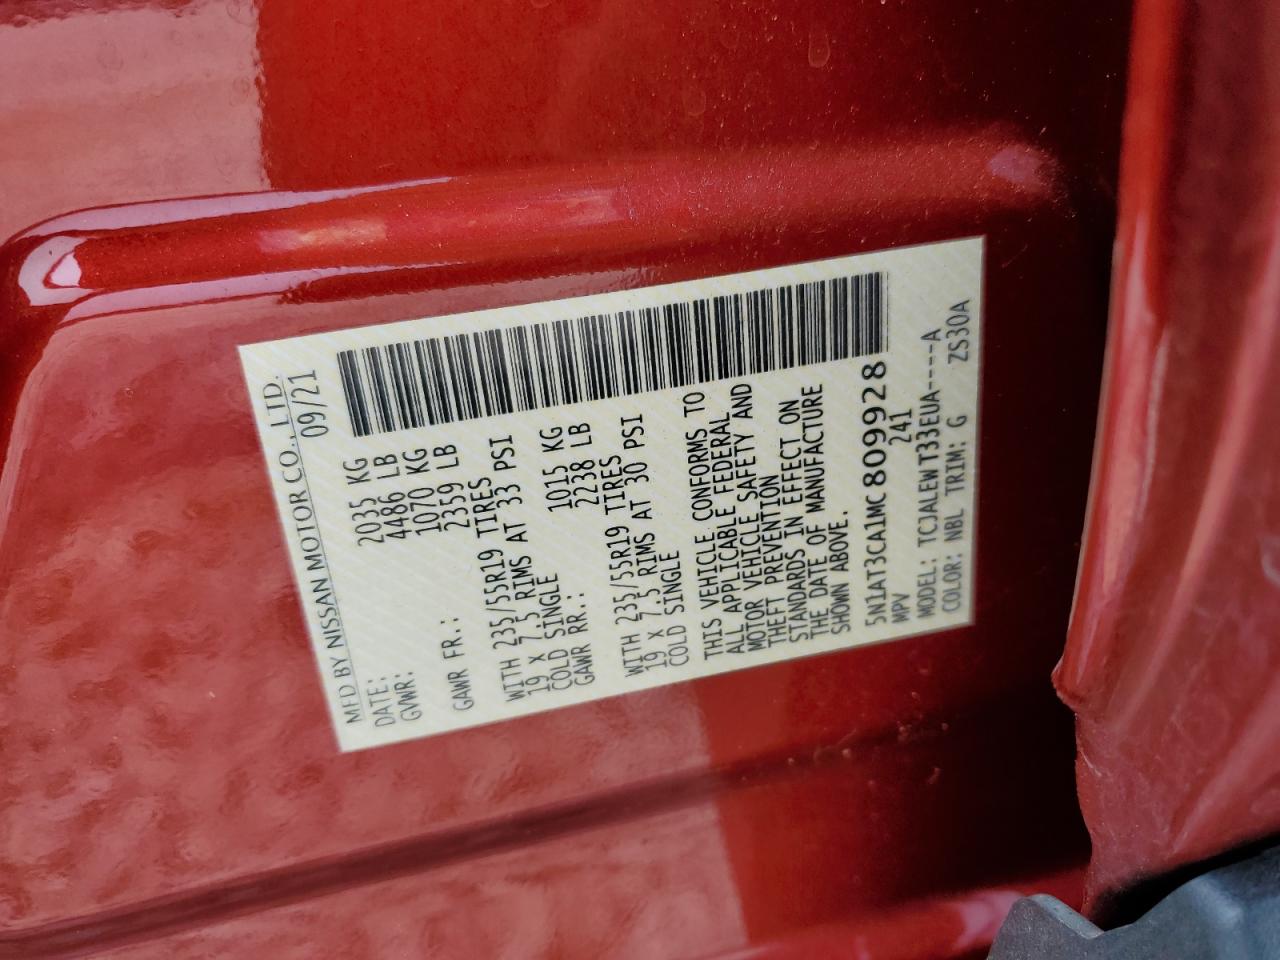 MFD BY NISSAN MOTOR CO., LTD.
DATE: 09/21
GVWR: 2035 KG
4486 LB
GAWR FR.: 1070 KG
2359 LB
WITH 235/55R19 TIRES
19 X 7.5 RIMS AT 33 PSI
COLD SINGLE
GAWR RR.: 1015 KG
2238 LB
WITH 235/55R19 TIRES
19 X 7.5 RIMS AT 30 PSI
COLD SINGLE
THIS VEHICLE CONFORMS TO
ALL APPLICABLE FEDERAL
MOTOR VEHICLE SAFETY AND
THEFT PREVENTION
STANDARDS IN EFFECT ON
THE DATE OF MANUFACTURE
SHOWN ABOVE.
5N1AT3CA1MC809928
MPV 241
MODEL: TCJALEWT33EUA-----A
COLOR: NBL TRIM: G ZS30A